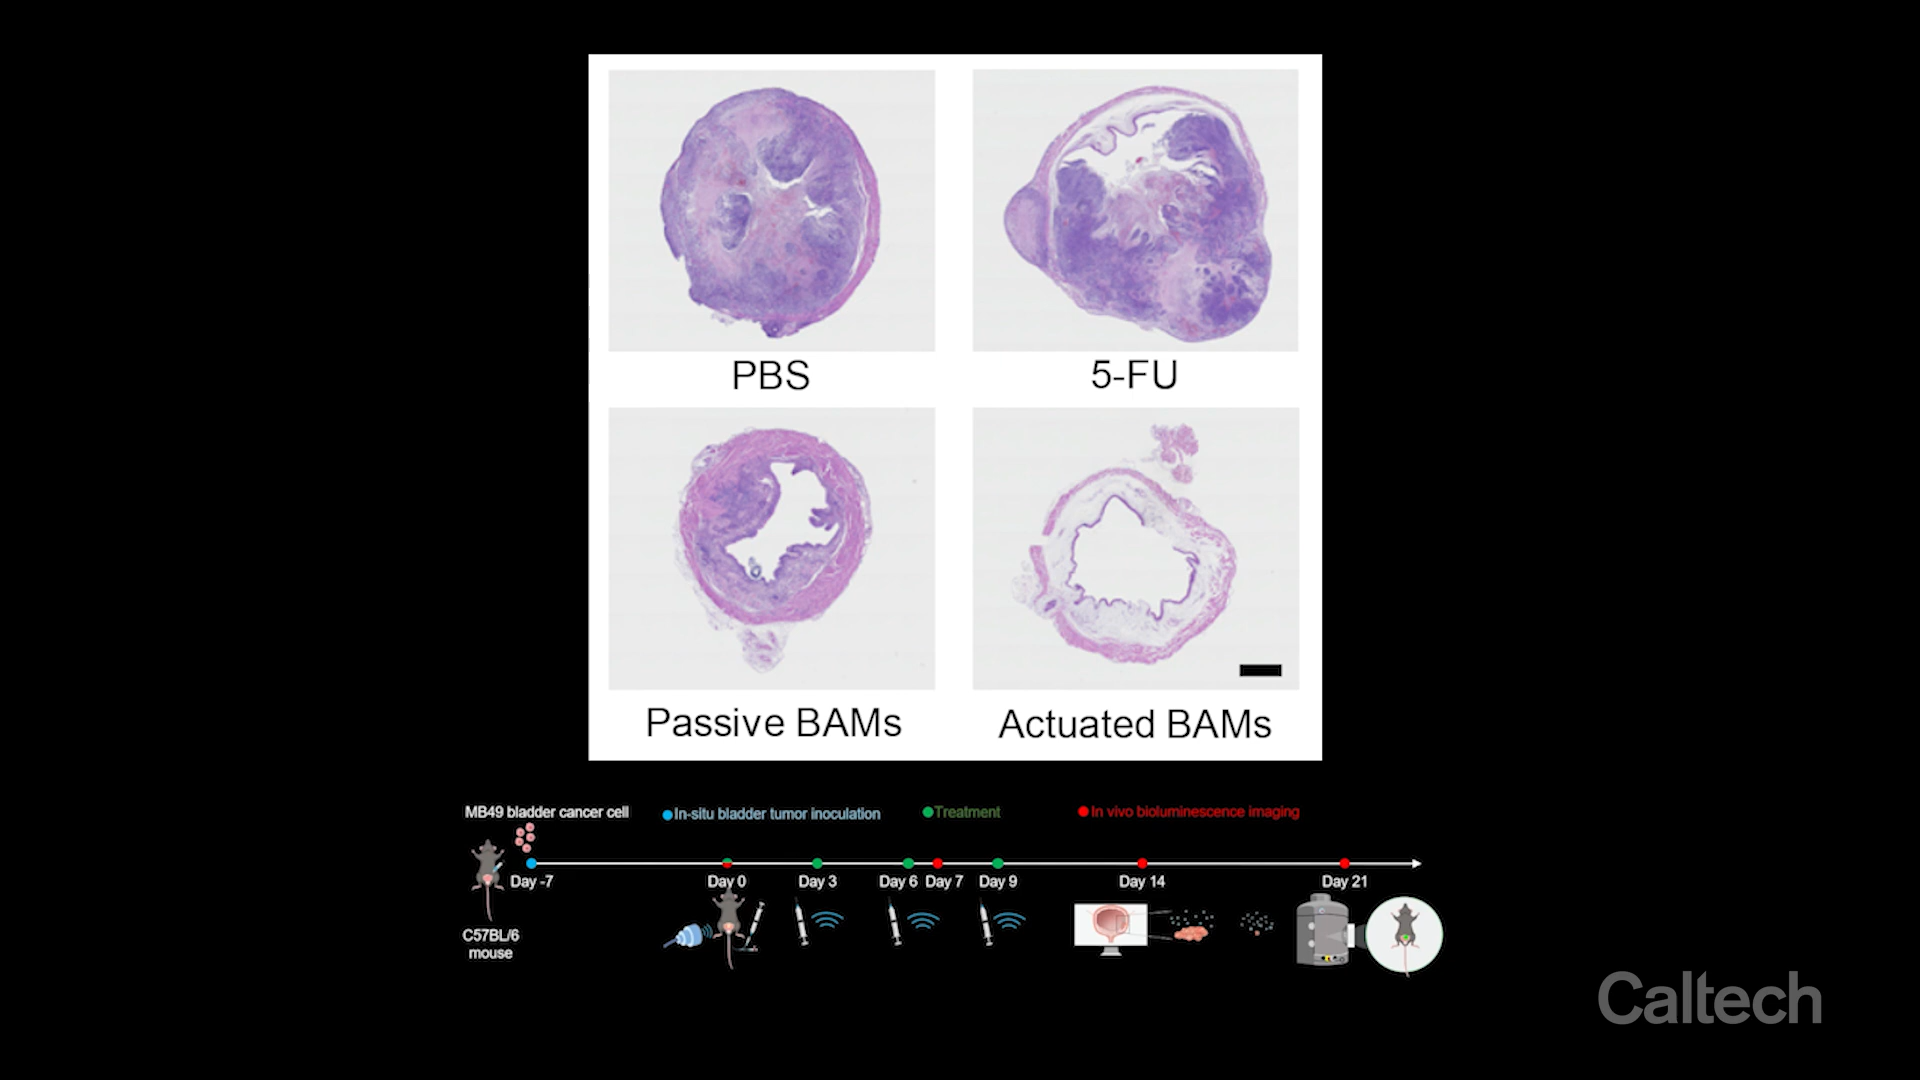 PBS
5-FU
Passive BAMs
Actuated BAMs
MB49 bladder cancer cell
In-situ bladder tumor inoculation
Treatment
In vivo bioluminescence imaging
Day -7
Day 0
Day 3
Day 6
Day 7
Day 9
Day 14
Day 21
C57BL/6
mouse
Caltech